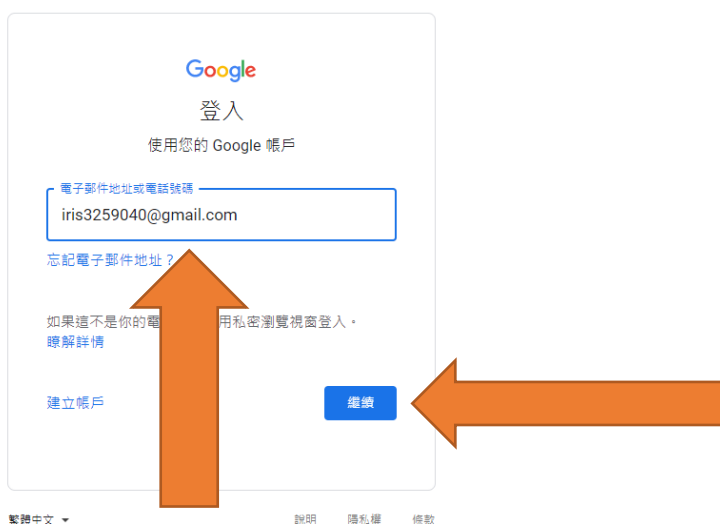 Google
登入
使用您的 Google 帳戶
電子郵件地址或電話號碼
iris3259040@gmail.com
忘記電子郵件地址？
如果這不是你的電 用私密瀏覽視窗登入。
瞭解詳情
建立帳戶 繼續
繁體中文 說明 隱私權 條款